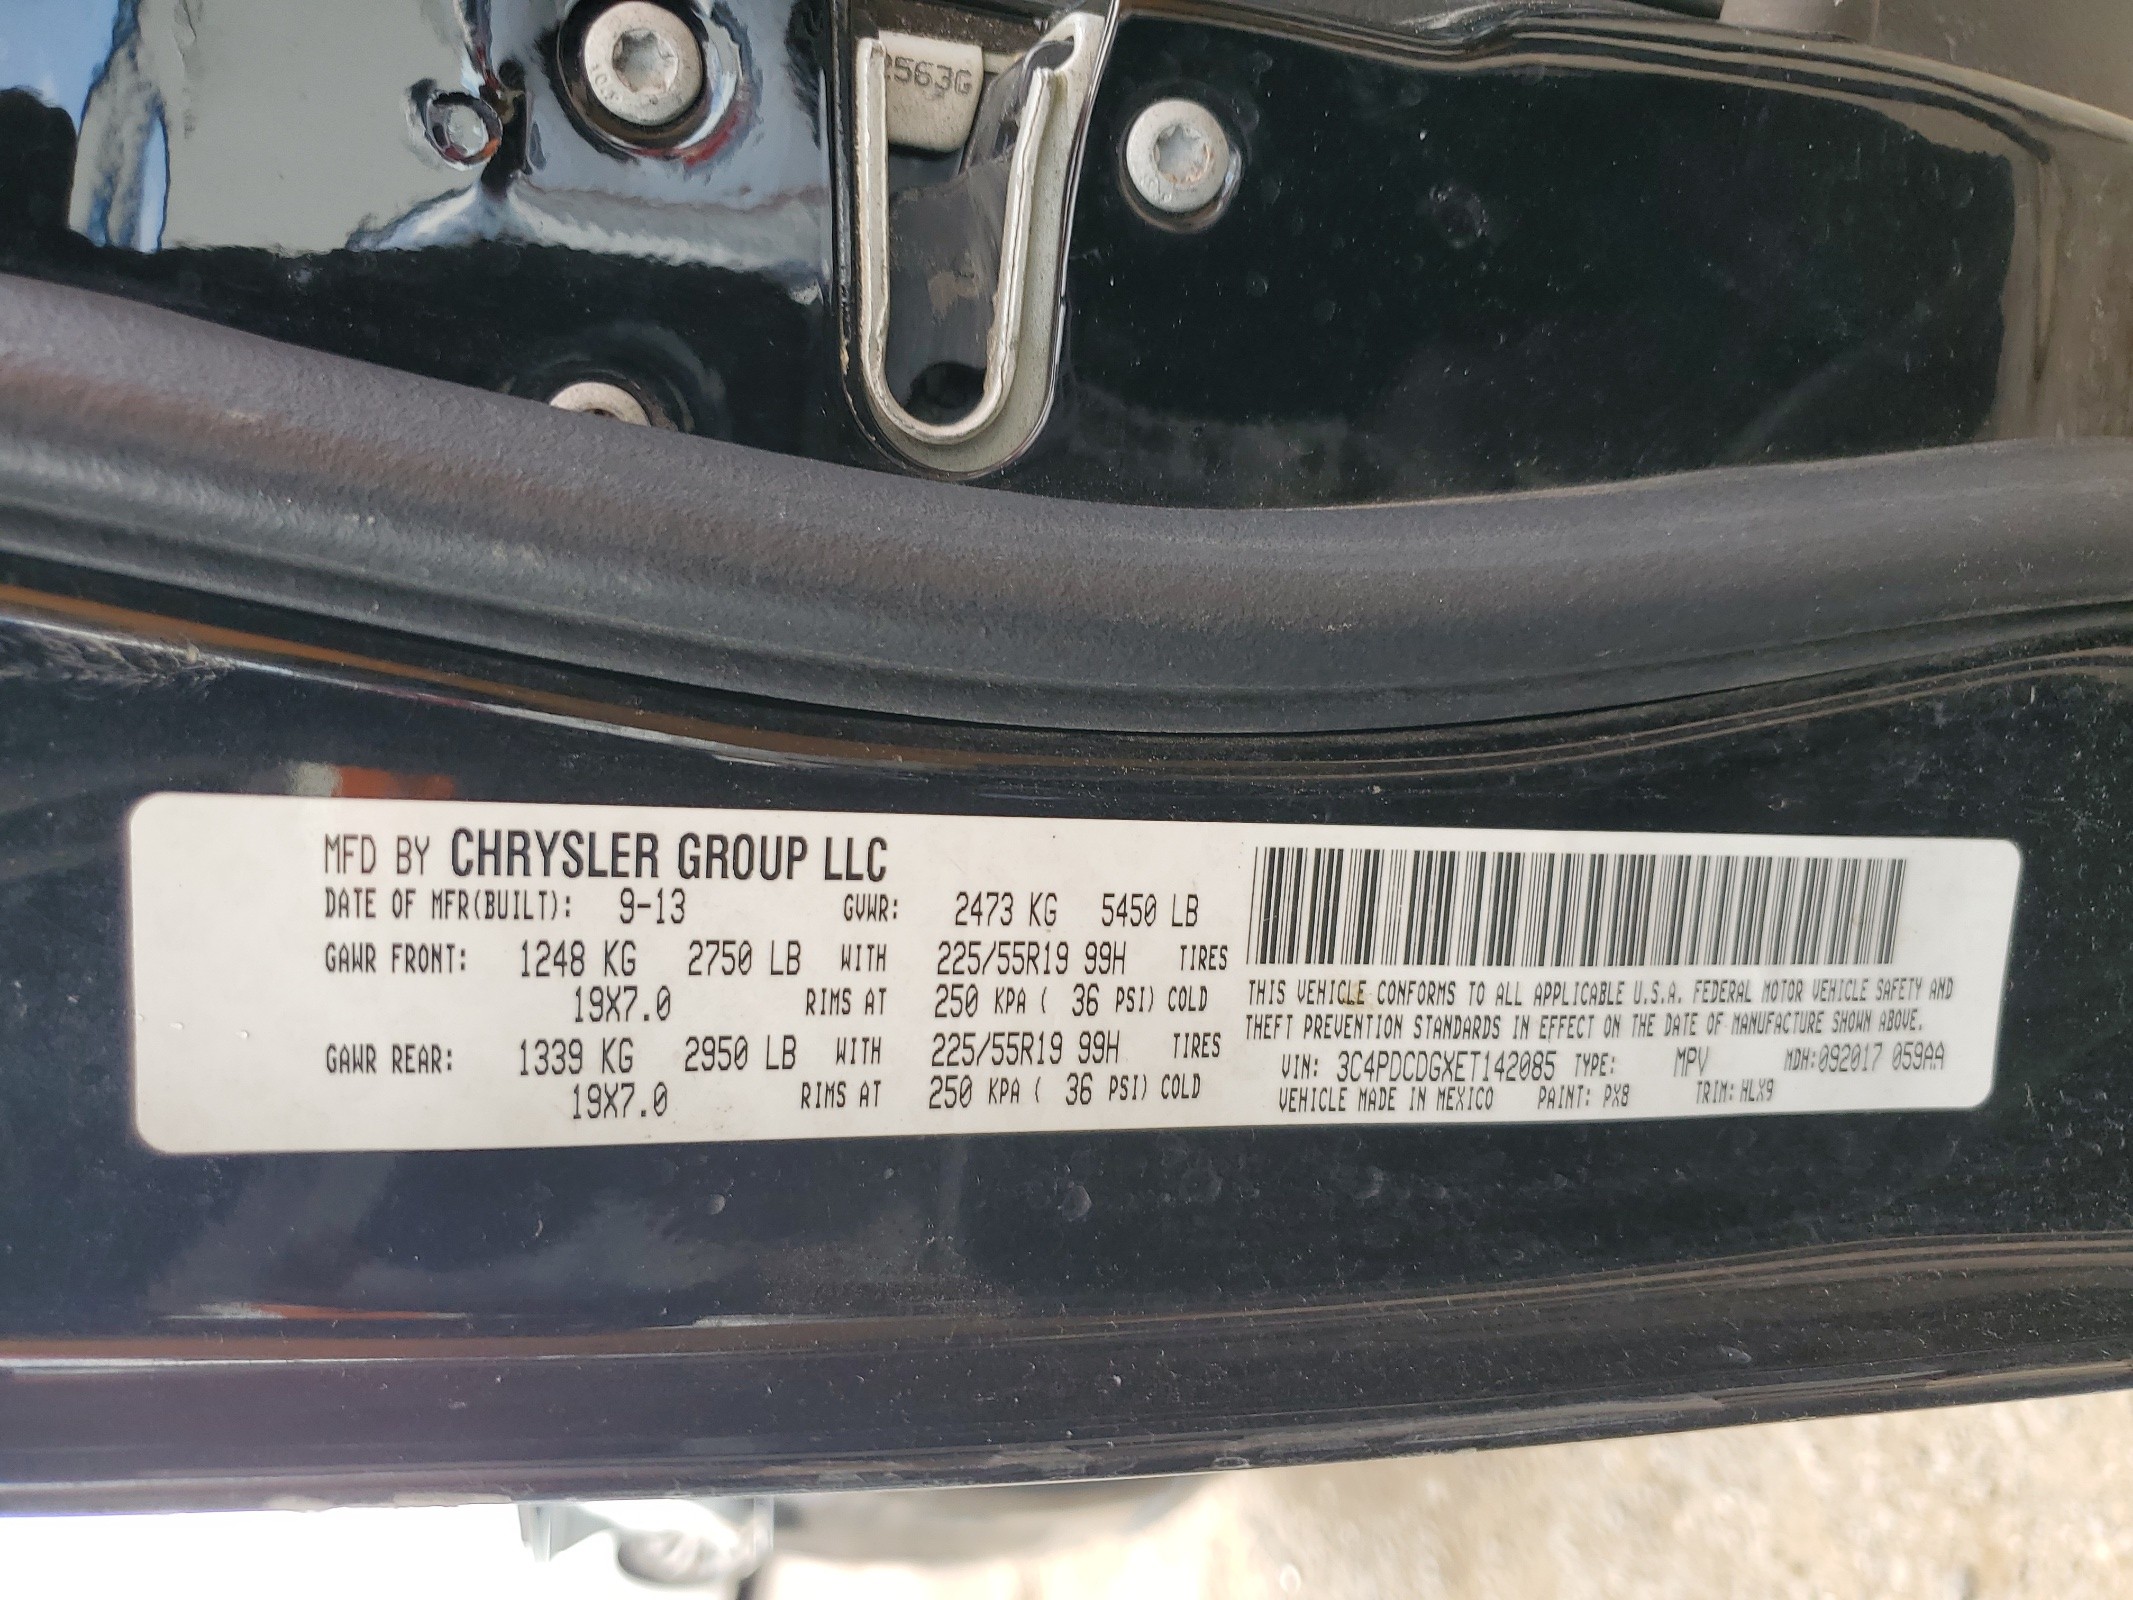 2563G
MFD BY CHRYSLER GROUP LLC
DATE OF MFR(BUILT): 9-13 GVWR: 2473 KG 5450 LB
GAWR FRONT: 1248 KG 2750 LB WITH 225/55R19 99H TIRES
19X7.0 RIMS AT 250 KPA ( 36 PSI) COLD
GAWR REAR: 1339 KG 2950 LB WITH 225/55R19 99H TIRES
19X7.0 RIMS AT 250 KPA ( 36 PSI) COLD
THIS VEHICLE CONFORMS TO ALL APPLICABLE U.S.A. FEDERAL MOTOR VEHICLE SAFETY AND
THEFT PREVENTION STANDARDS IN EFFECT ON THE DATE OF MANUFACTURE SHOWN ABOVE.
VIN: 3C4PDCDGXET142085 TYPE: MPV MDH:092017 059AA
VEHICLE MADE IN MEXICO PAINT: PX8 TRIM: HLX9